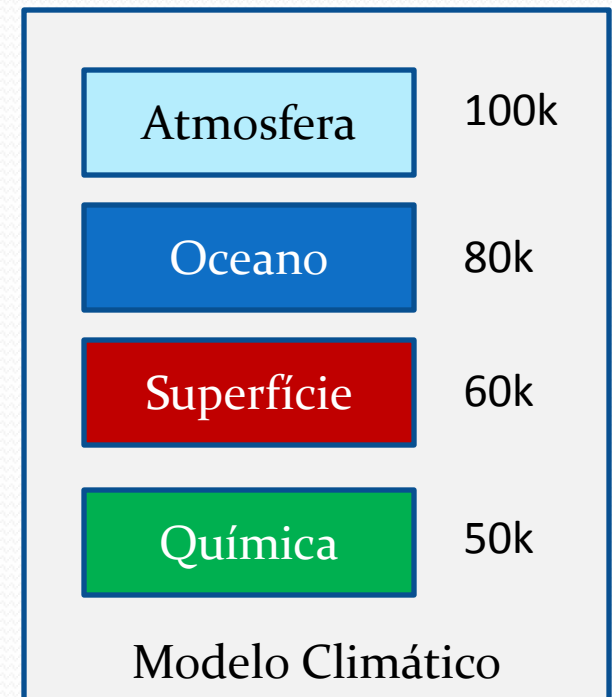 Atmosfera 100k
Oceano 80k
Superfície 60k
Química 50k
Modelo Climático